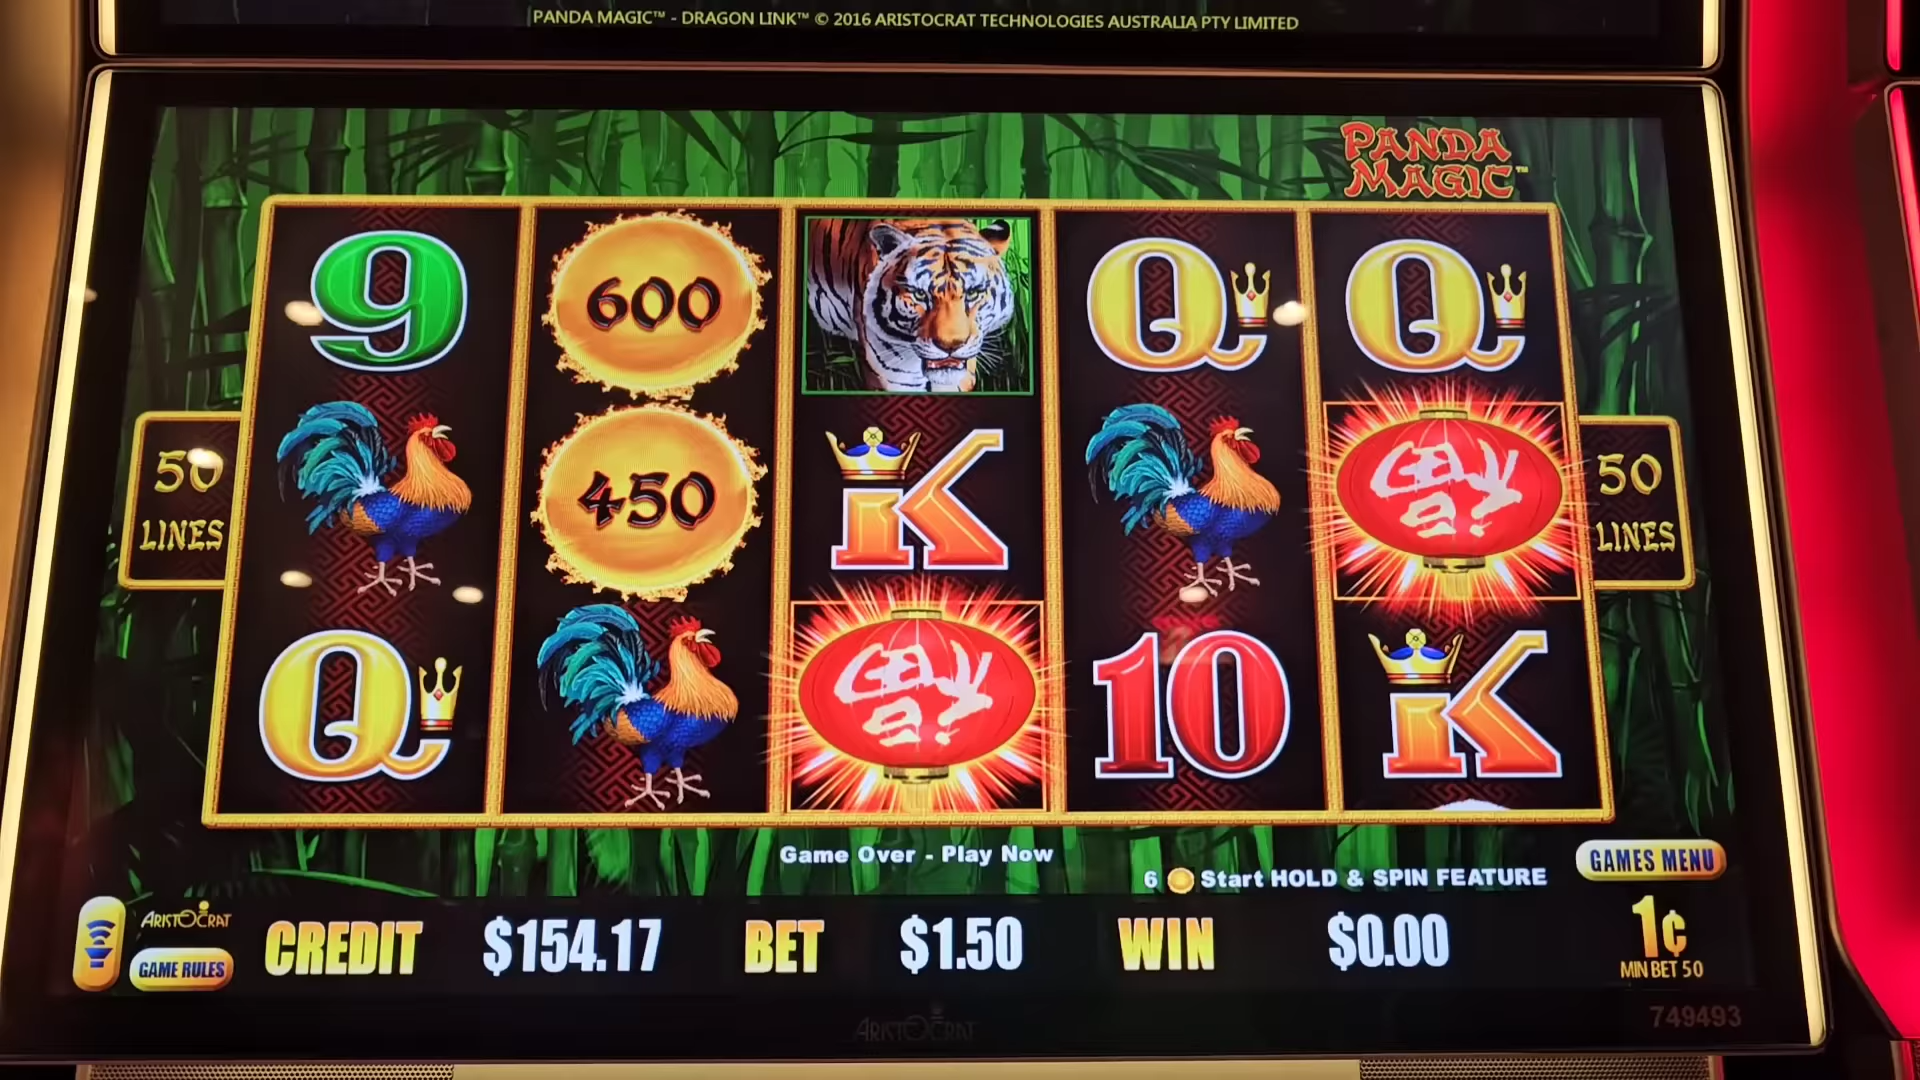 PANDA MAGIC™ - DRAGON LINK™ © 2016 ARISTOCRAT TECHNOLOGIES AUSTRALIA PTY LIMITED
PANDA
MAGIC™
9 600 Q Q
50 LINES
450 K
50 LINES
Q 10 K
Game Over - Play Now
6 Start HOLD & SPIN FEATURE
GAMES MENU
ARISTOCRAT
GAME RULES
CREDIT $154.17 BET $1.50 WIN $0.00
1¢
MIN BET 50
ARISTOCRAT
749493